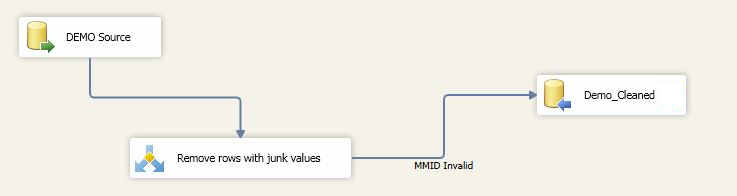 DEMO Source
Demo_Cleaned
Remove rows with junk values
MMID Invalid